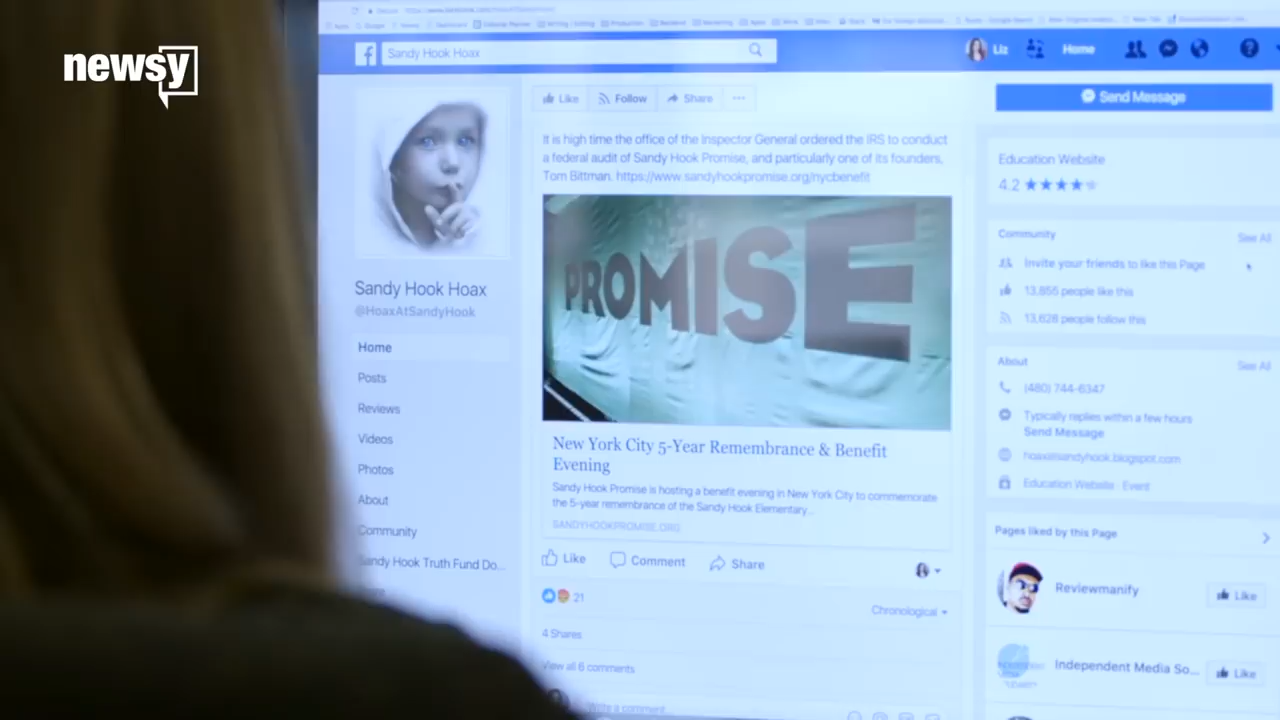 newsy
Sandy Hook Hoax
Liz
Home
Like
Follow
Share
Send Message
It is high time the office of the Inspector General ordered the IRS to conduct
a federal audit of Sandy Hook Promise, and particularly one of its founders,
Tom Bittman. https://www.sandyhookpromise.org/nycbenefit
PROMISE
New York City 5-Year Remembrance & Benefit
Evening
Sandy Hook Promise is hosting a benefit evening in New York City to commemorate
the 5-year remembrance of the Sandy Hook Elementary...
SANDYHOOKPROMISE.ORG
Like
Comment
Share
21
Chronological
4 Shares
View all 6 comments
Write a comment...
Sandy Hook Hoax
@HoaxAtSandyHook
Home
Posts
Reviews
Videos
Photos
About
Community
Sandy Hook Truth Fund Do...
Education Website
4.2
Community
See All
Invite your friends to like this Page
13,855 people like this
13,628 people follow this
About
See All
(480) 744-6347
Typically replies within a few hours
Send Message
hoaxatsandyhook.blogspot.com
Education Website · Event
Pages liked by this Page
Reviewmanify
Like
Independent Media So...
Like